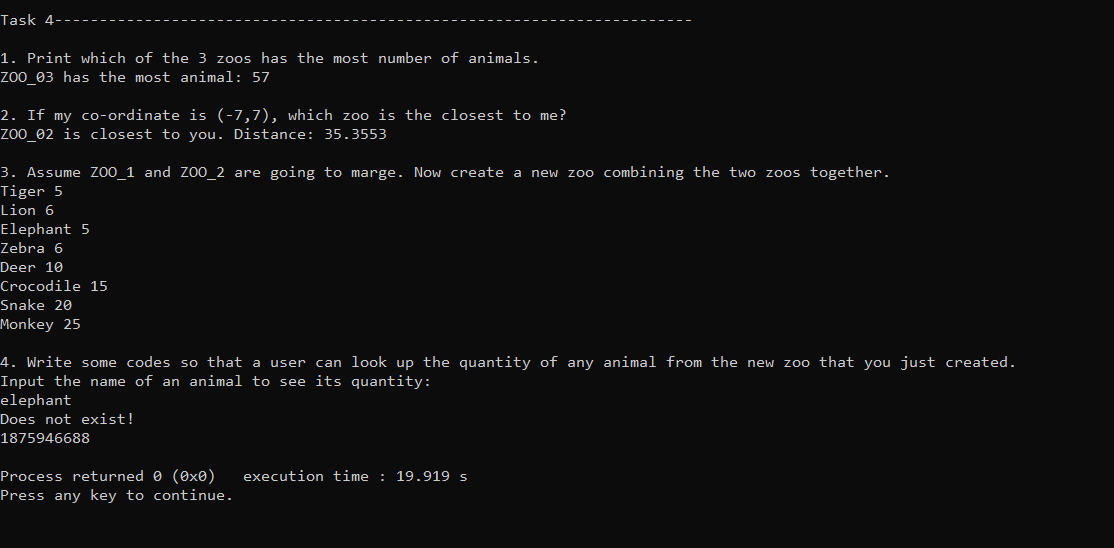 Task 4-----------------------------------------------------------------------
1. Print which of the 3 zoos has the most number of animals.
ZOO_03 has the most animal: 57
2. If my co-ordinate is (-7,7), which zoo is the closest to me?
ZOO_02 is closest to you. Distance: 35.3553
3. Assume ZOO_1 and ZOO_2 are going to marge. Now create a new zoo combining the two zoos together.
Tiger 5
Lion 6
Elephant 5
Zebra 6
Deer 10
Crocodile 15
Snake 20
Monkey 25
4. Write some codes so that a user can look up the quantity of any animal from the new zoo that you just created.
Input the name of an animal to see its quantity:
elephant
Does not exist!
1875946688
Process returned 0 (0x0)   execution time : 19.919 s
Press any key to continue.